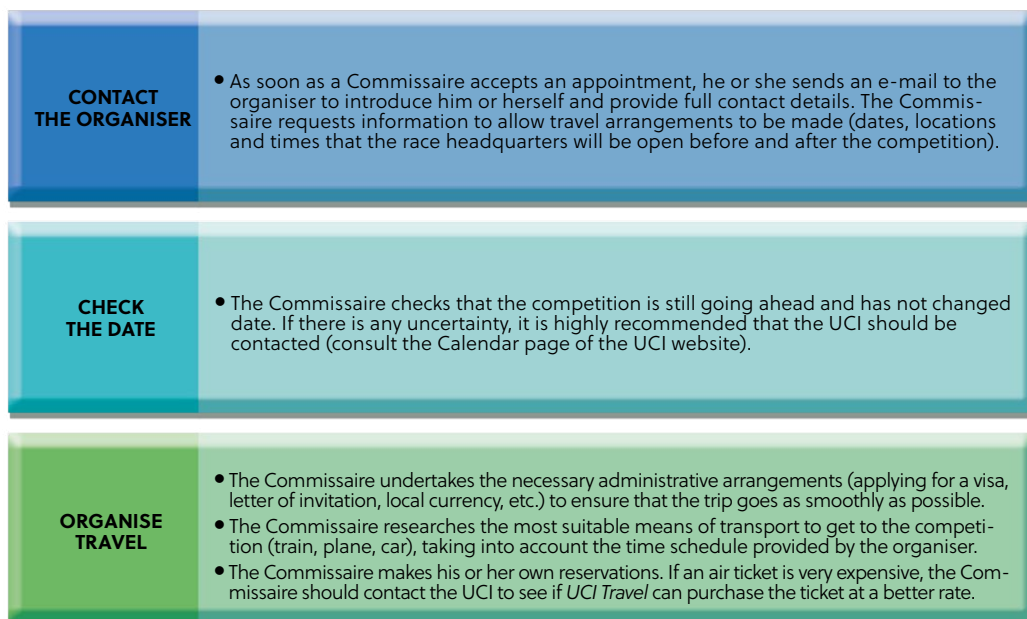 CONTACT
THE ORGANISER
• As soon as a Commissaire accepts an appointment, he or she sends an e-mail to the
organiser to introduce him or herself and provide full contact details. The Commis-
saire requests information to allow travel arrangements to be made (dates, locations
and times that the race headquarters will be open before and after the competition).
CHECK
THE DATE
• The Commissaire checks that the competition is still going ahead and has not changed
date. If there is any uncertainty, it is highly recommended that the UCI should be
contacted (consult the Calendar page of the UCI website).
ORGANISE
TRAVEL
• The Commissaire undertakes the necessary administrative arrangements (applying for a visa,
letter of invitation, local currency, etc.) to ensure that the trip goes as smoothly as possible.
• The Commissaire researches the most suitable means of transport to get to the competi-
tion (train, plane, car), taking into account the time schedule provided by the organiser.
• The Commissaire makes his or her own reservations. If an air ticket is very expensive, the Com-
missaire should contact the UCI to see if UCI Travel can purchase the ticket at a better rate.